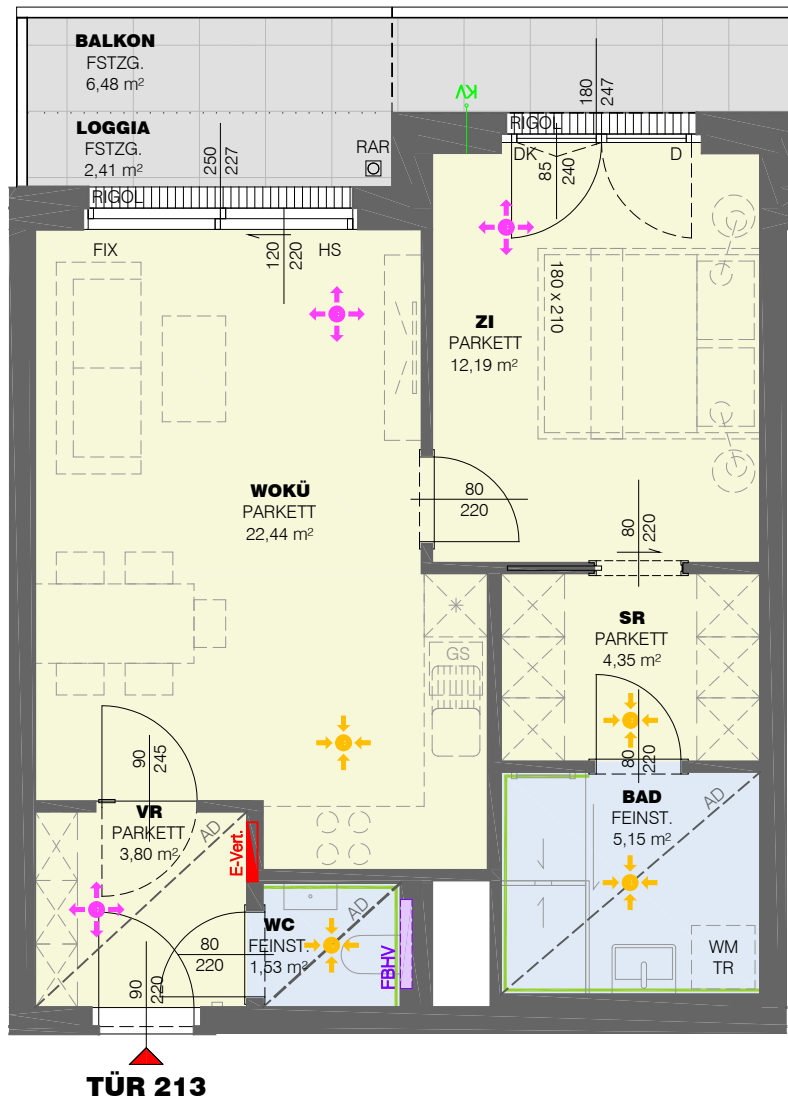 BALKON
FSTZG.
6,48 m²
KV
180
247
LOGGIA
FSTZG.
2,41 m²
250
227
RAR
RIGOL
RIGOL
DK
D
85
240
FIX
HS
120
220
180 x 210
ZI
PARKETT
12,19 m²
WOKÜ
PARKETT
22,44 m²
80
220
80
220
SR
PARKETT
4,35 m²
GS
90
245
80
220
VR
PARKETT
3,80 m²
AD
E-Vert.
BAD
FEINST.
5,15 m²
AD
WC
FEINST.
1,53 m²
AD
80
220
90
220
FBHV
WM
TR
TÜR 213